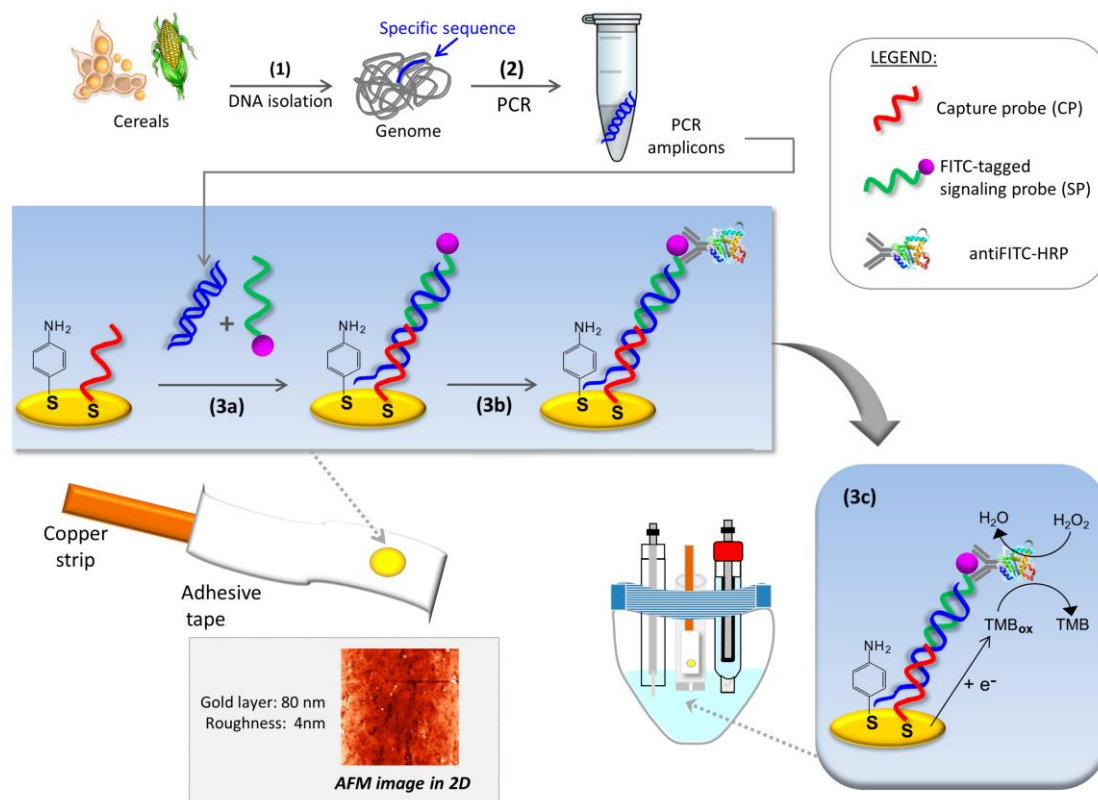 Specific sequence
(1)
DNA isolation
(2)
PCR
Cereals
Genome
PCR
amplicons
LEGEND:
Capture probe (CP)
FITC-tagged
signaling probe (SP)
antiFITC-HRP
NH₂
S
S
+
(3a)
NH₂
S
S
(3b)
NH₂
S
S
Copper
strip
Adhesive
tape
Gold layer: 80 nm
Roughness: 4nm
AFM image in 2D
(3c)
H₂O
H₂O₂
TMBox
TMB
NH₂
+ e⁻
S
S